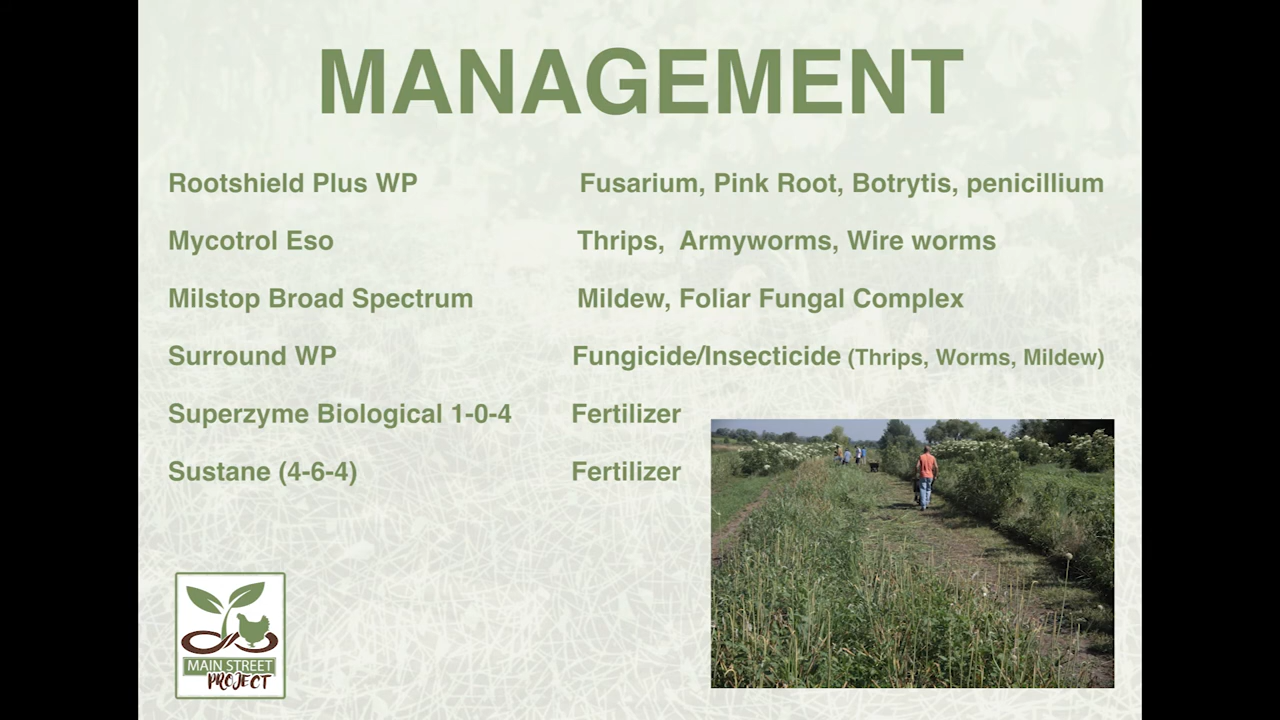 MANAGEMENT
Rootshield Plus WP Fusarium, Pink Root, Botrytis, penicillium
Mycotrol Eso Thrips, Armyworms, Wire worms
Milstop Broad Spectrum Mildew, Foliar Fungal Complex
Surround WP Fungicide/Insecticide (Thrips, Worms, Mildew)
Superzyme Biological 1-0-4 Fertilizer
Sustane (4-6-4) Fertilizer
MAIN STREET
PROJECT